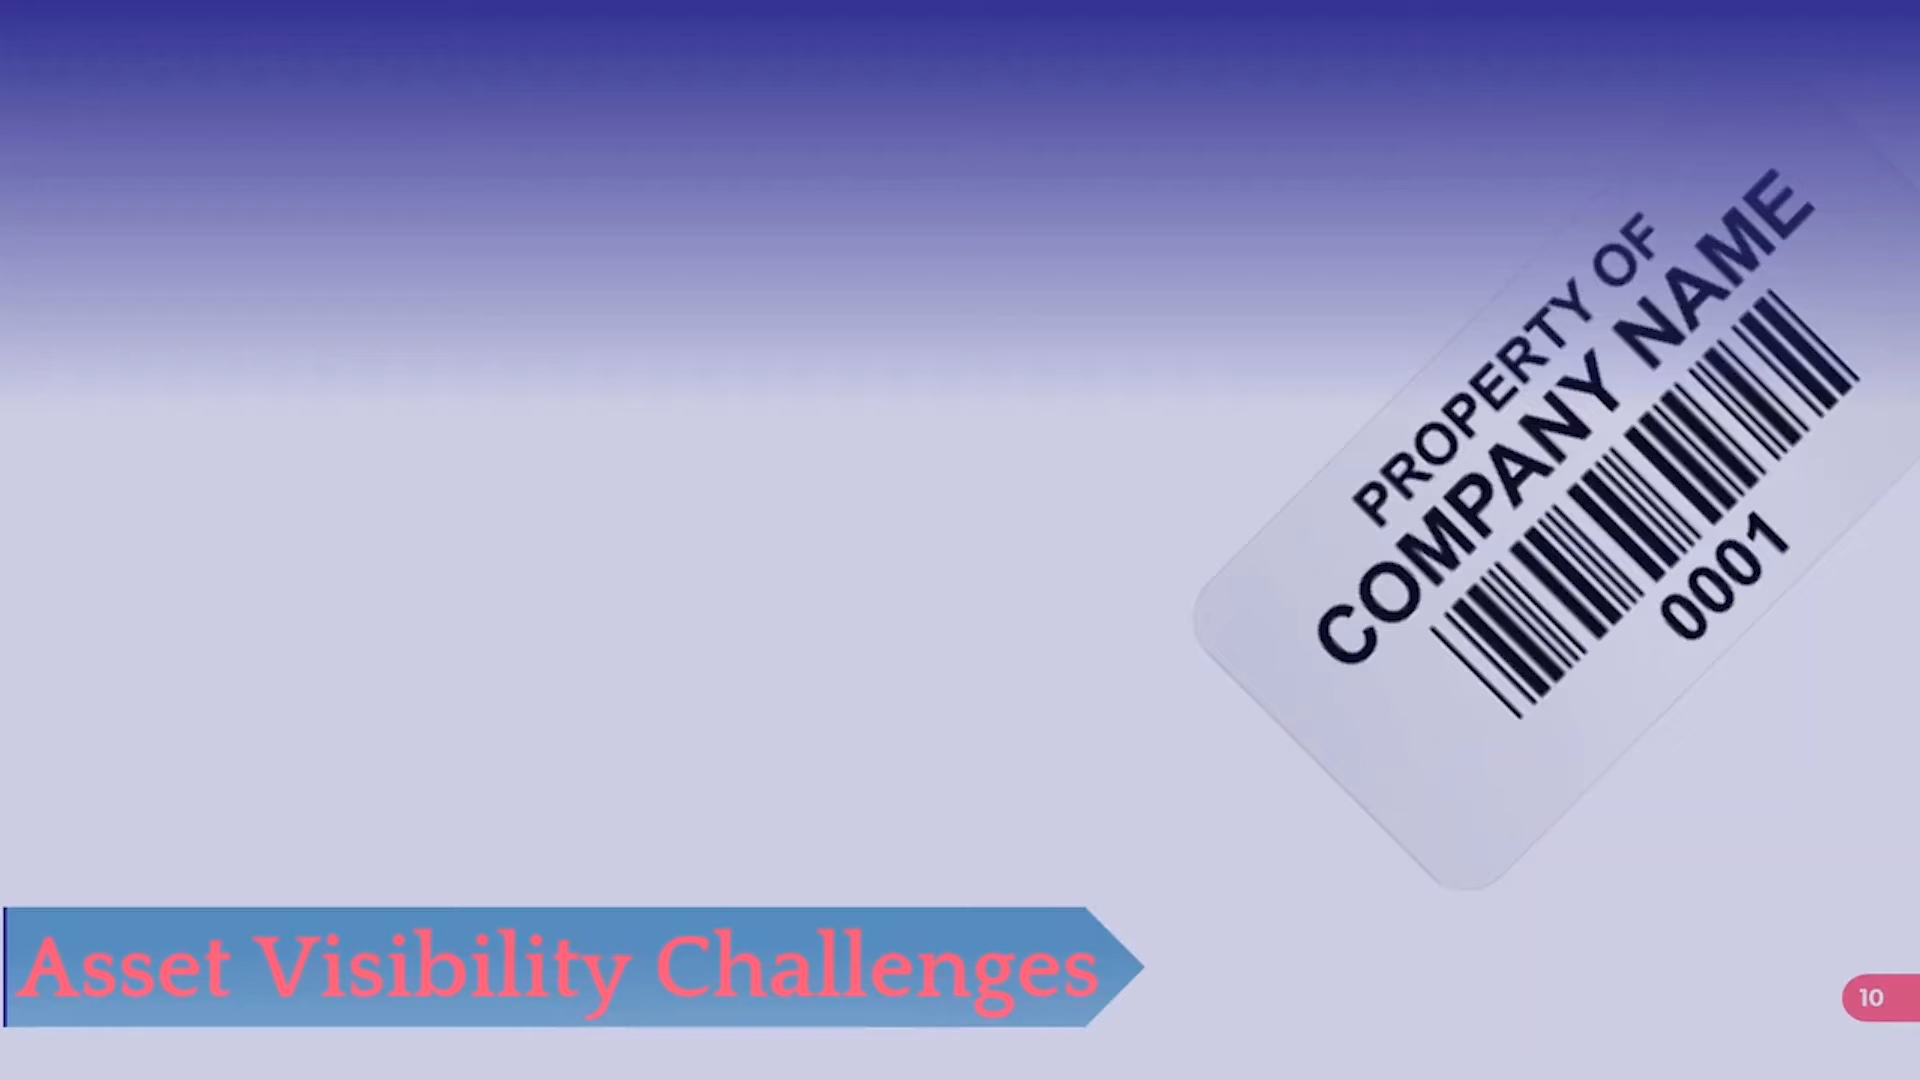 PROPERTY OF
COMPANY NAME
0001
Asset Visibility Challenges
10